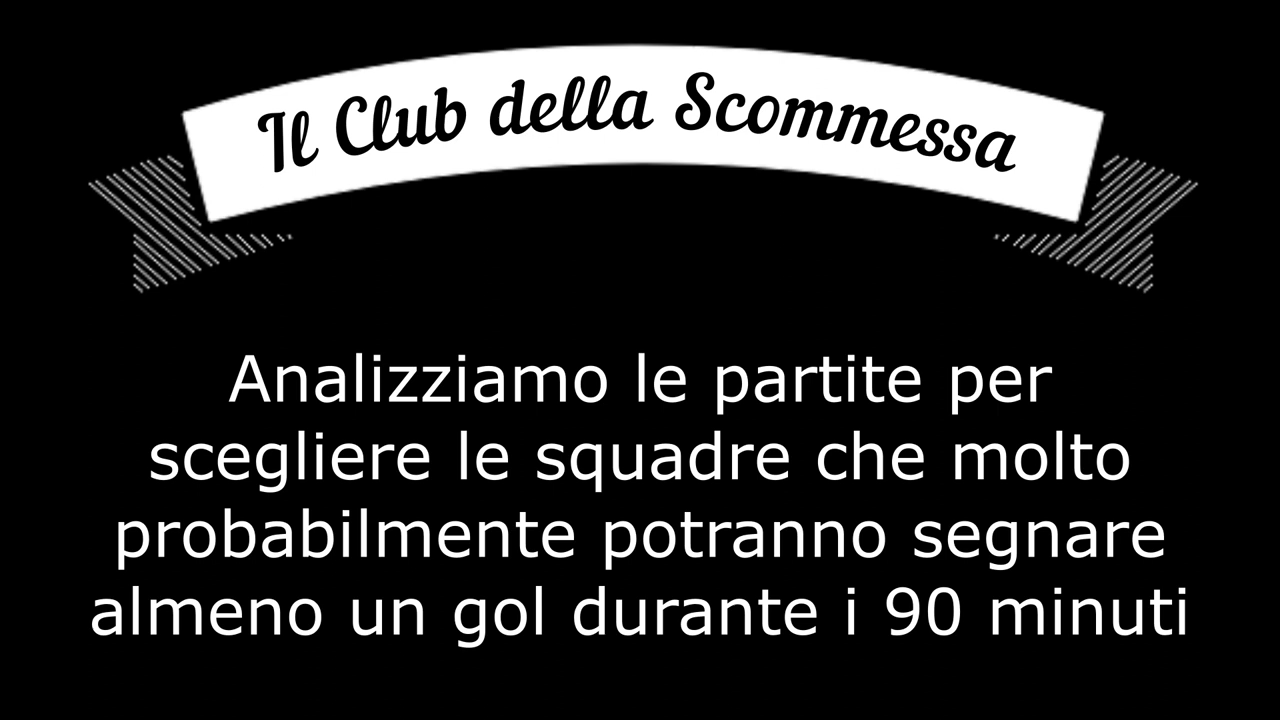 Il Club della Scommessa
Analizziamo le partite per
scegliere le squadre che molto
probabilmente potranno segnare
almeno un gol durante i 90 minuti